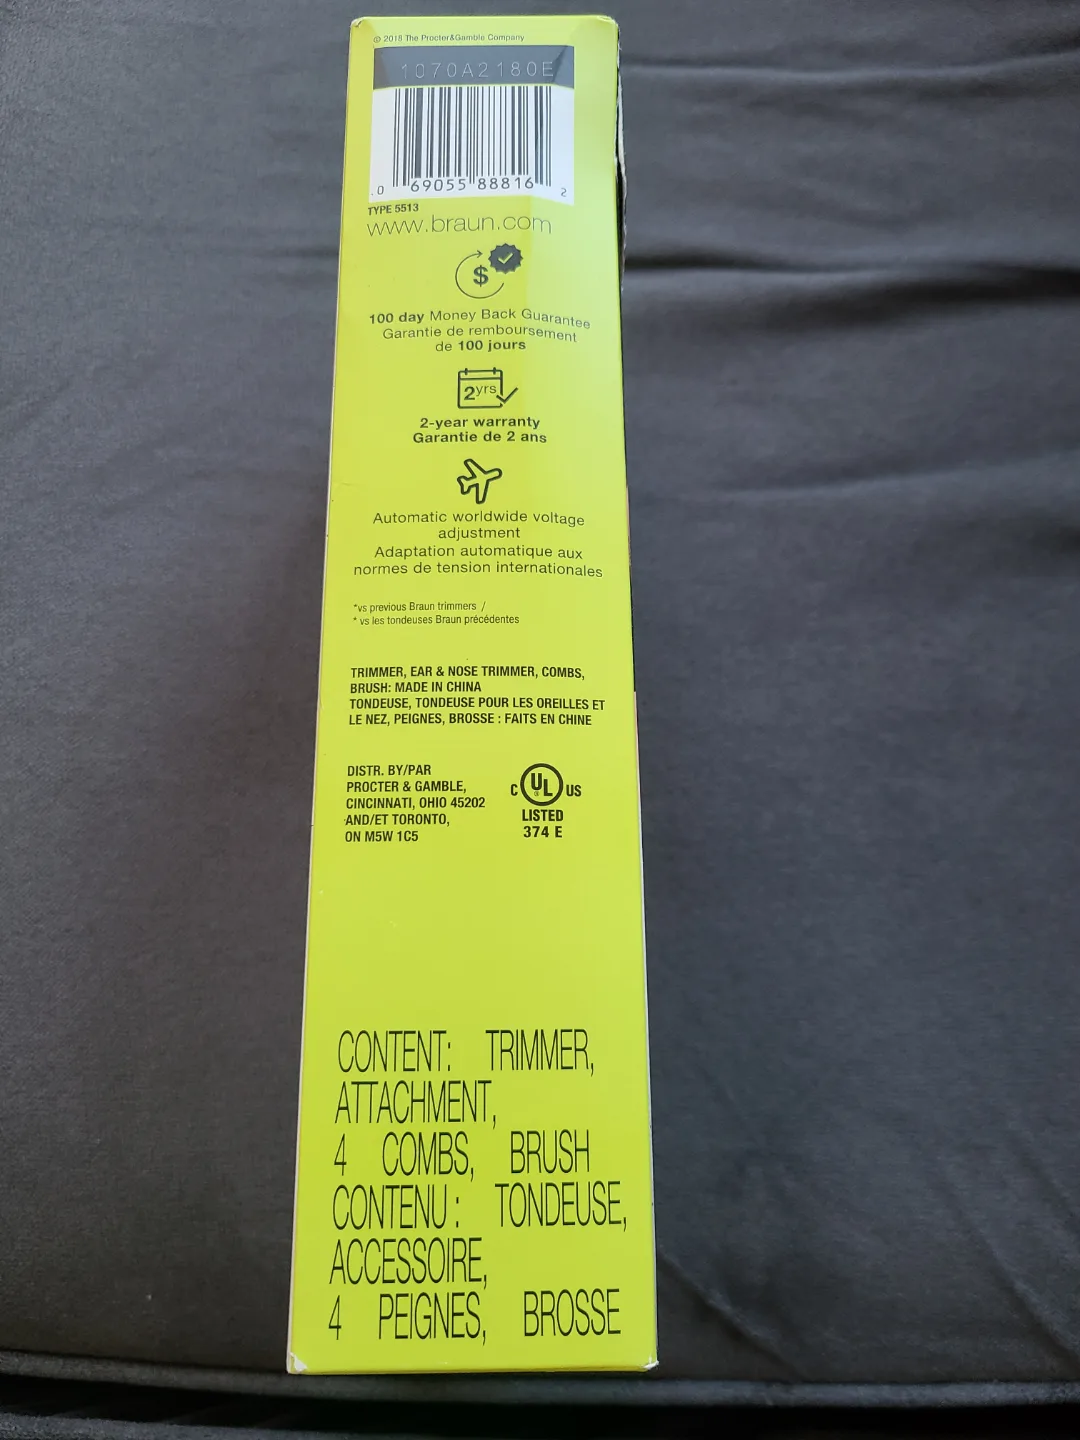 © 2018 The Procter&Gamble Company
1070A2180E
0 69055 88816 2
TYPE 5513
www.braun.com
$
100 day Money Back Guarantee
Garantie de remboursement
de 100 jours
2yrs
2-year warranty
Garantie de 2 ans
Automatic worldwide voltage
adjustment
Adaptation automatique aux
normes de tension internationales
*vs previous Braun trimmers /
* vs les tondeuses Braun précédentes
TRIMMER, EAR & NOSE TRIMMER, COMBS,
BRUSH: MADE IN CHINA
TONDEUSE, TONDEUSE POUR LES OREILLES ET
LE NEZ, PEIGNES, BROSSE : FAITS EN CHINE
DISTR. BY/PAR
PROCTER & GAMBLE,
CINCINNATI, OHIO 45202
AND/ET TORONTO,
ON M5W 1C5
C UL ® US
LISTED
374 E
CONTENT: TRIMMER,
ATTACHMENT,
4 COMBS, BRUSH
CONTENU : TONDEUSE,
ACCESSOIRE,
4 PEIGNES, BROSSE